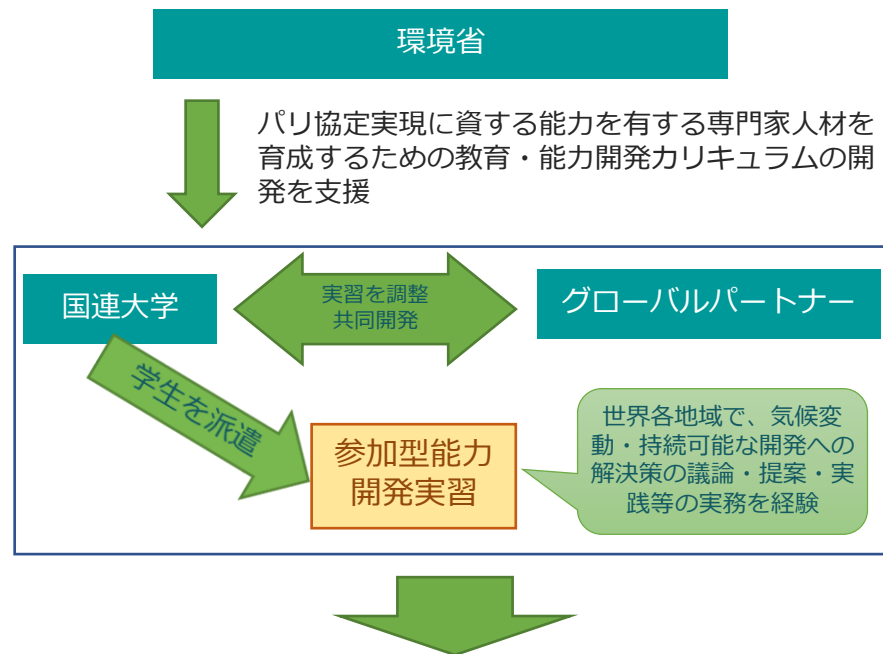 環境省
パリ協定実現に資する能力を有する専門家人材を
育成するための教育・能力開発カリキュラムの開
発を支援
国連大学
実習を調整
共同開発
グローバルパートナー
学生を派遣
参加型能力
開発実習
世界各地域で、気候変
動・持続可能な開発への
解決策の議論・提案・実
践等の実務を経験